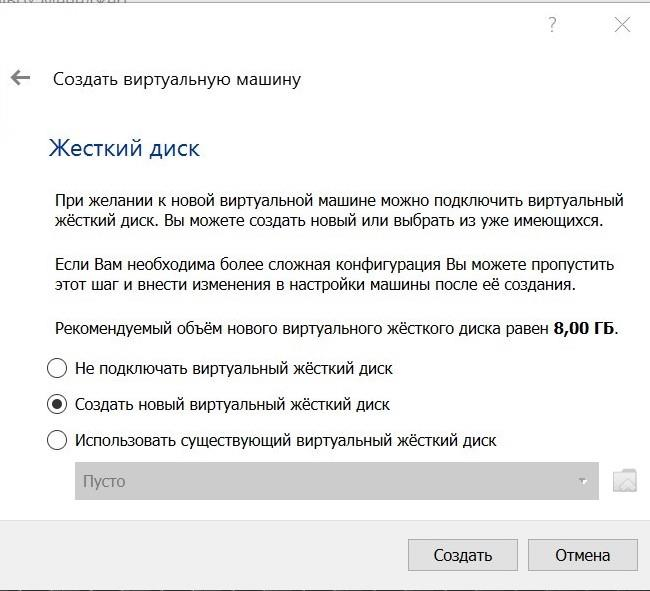 ?
Создать виртуальную машину
Жесткий диск
При желании к новой виртуальной машине можно подключить виртуальный
жёсткий диск. Вы можете создать новый или выбрать из уже имеющихся.
Если Вам необходима более сложная конфигурация Вы можете пропустить
этот шаг и внести изменения в настройки машины после её создания.
Рекомендуемый объём нового виртуального жёсткого диска равен 8,00 ГБ.
Не подключать виртуальный жёсткий диск
Создать новый виртуальный жёсткий диск
Использовать существующий виртуальный жёсткий диск
Пусто
Создать
Отмена